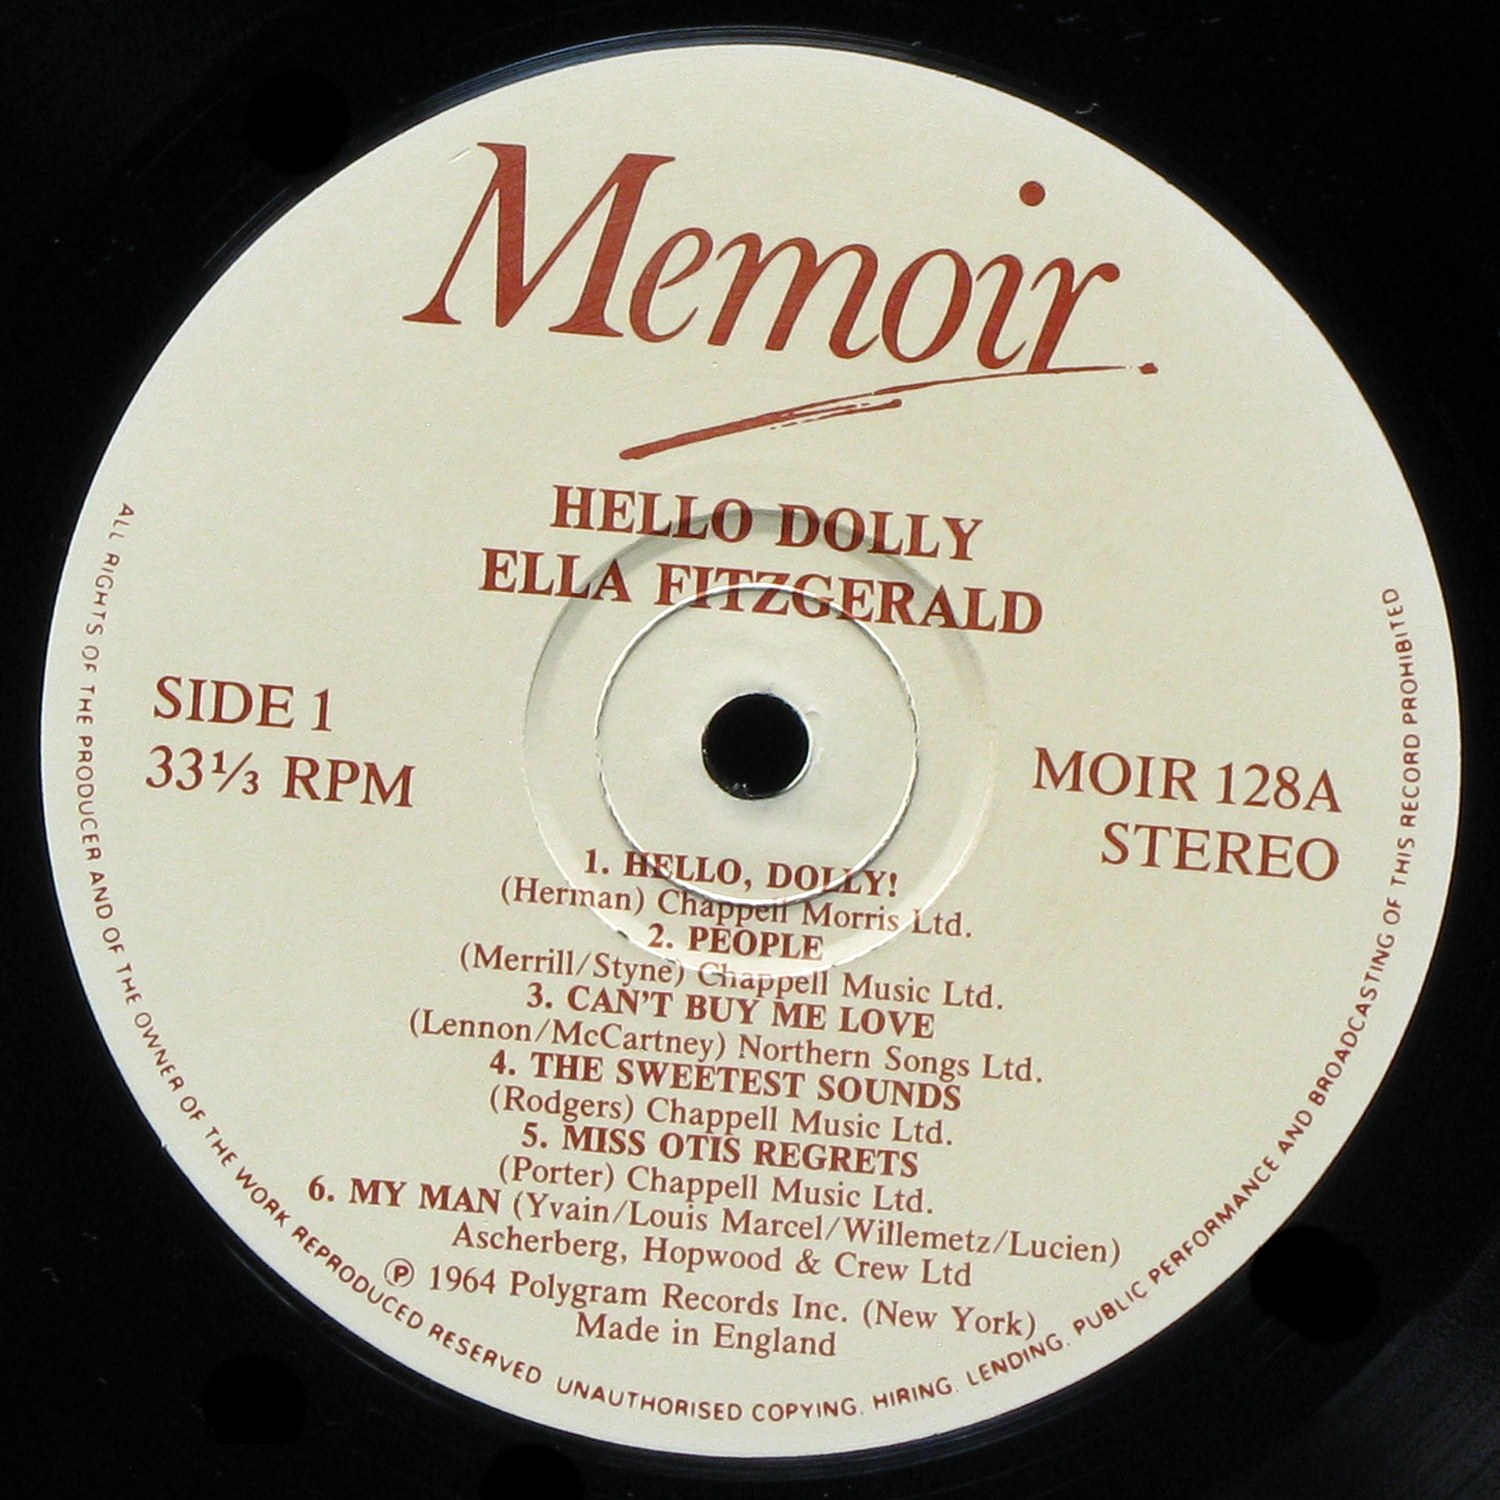 Memoir.
HELLO DOLLY
ELLA FITZGERALD
SIDE 1
33⅓ RPM
MOIR 128A
STEREO
1. HELLO, DOLLY!
(Herman) Chappell Morris Ltd.
2. PEOPLE
(Merrill/Styne) Chappell Music Ltd.
3. CAN'T BUY ME LOVE
(Lennon/McCartney) Northern Songs Ltd.
4. THE SWEETEST SOUNDS
(Rodgers) Chappell Music Ltd.
5. MISS OTIS REGRETS
(Porter) Chappell Music Ltd.
6. MY MAN (Yvain/Louis Marcel/Willemetz/Lucien)
Ascherberg, Hopwood & Crew Ltd
Ⓟ 1964 Polygram Records Inc. (New York)
Made in England
ALL RIGHTS OF THE PRODUCER AND OF THE OWNER OF THE WORK REPRODUCED RESERVED UNAUTHORISED COPYING. HIRING. LENDING. PUBLIC PERFORMANCE AND BROADCASTING OF THIS RECORD PROHIBITED